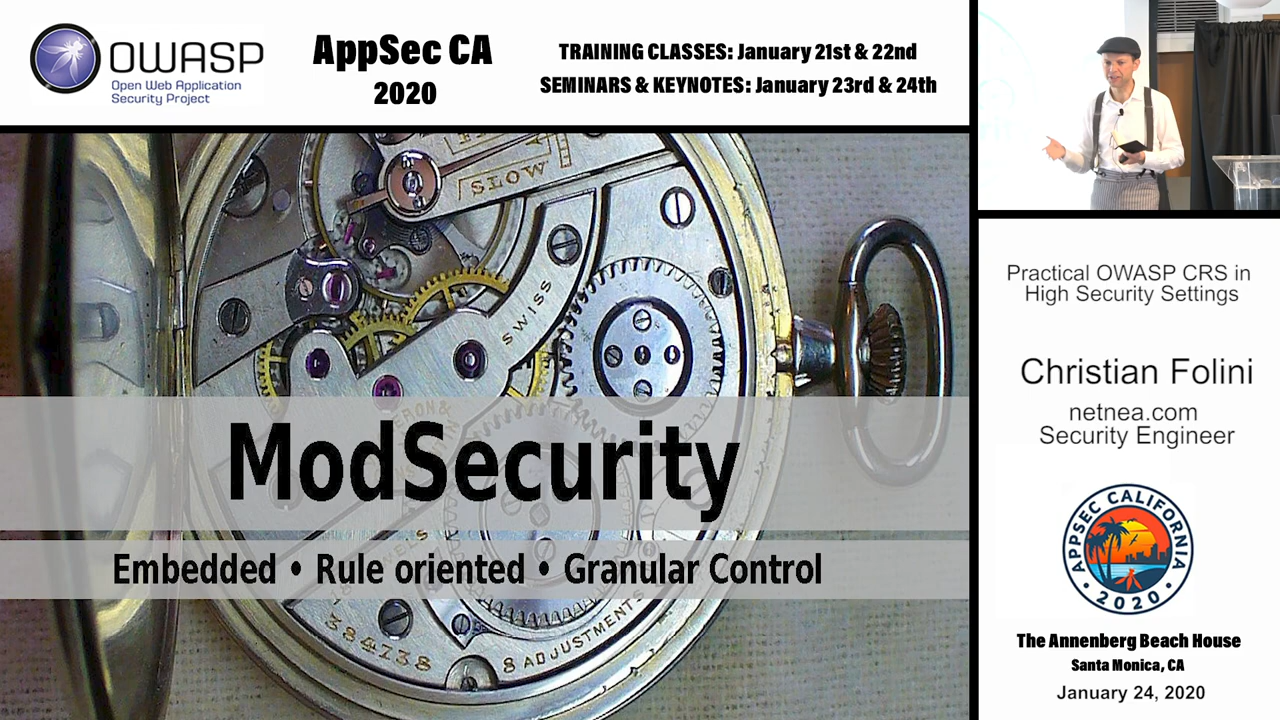 OWASP
Open Web Application
Security Project
AppSec CA
2020
TRAINING CLASSES: January 21st & 22nd
SEMINARS & KEYNOTES: January 23rd & 24th
SLOW
SWISS
ModSecurity
Embedded • Rule oriented • Granular Control
384738
8 ADJUSTMENTS
Practical OWASP CRS in
High Security Settings
Christian Folini
netnea.com
Security Engineer
APPSEC CALIFORNIA
• 2020 •
The Annenberg Beach House
Santa Monica, CA
January 24, 2020